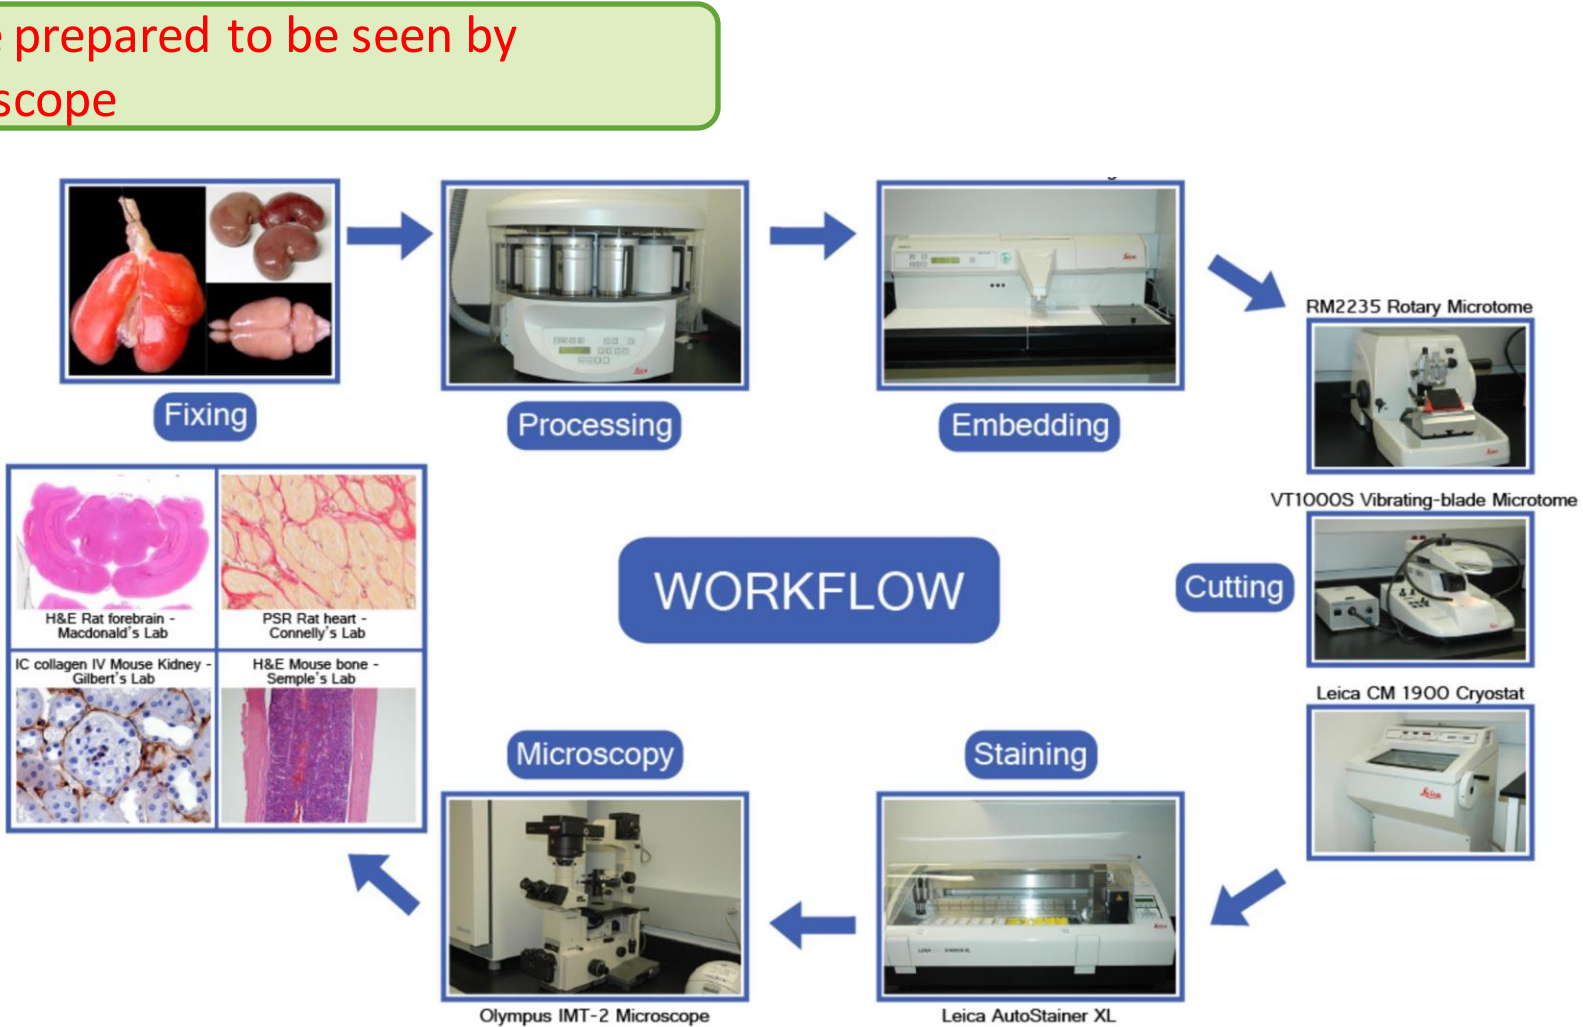 e prepared to be seen by
scope
Fixing
Processing
Embedding
RM2235 Rotary Microtome
VT1000S Vibrating-blade Microtome
Cutting
Leica CM 1900 Cryostat
WORKFLOW
H&E Rat forebrain -
Macdonald's Lab
PSR Rat heart -
Connelly's Lab
IC collagen IV Mouse Kidney -
Gilbert's Lab
H&E Mouse bone -
Semple's Lab
Microscopy
Staining
Olympus IMT-2 Microscope
Leica AutoStainer XL